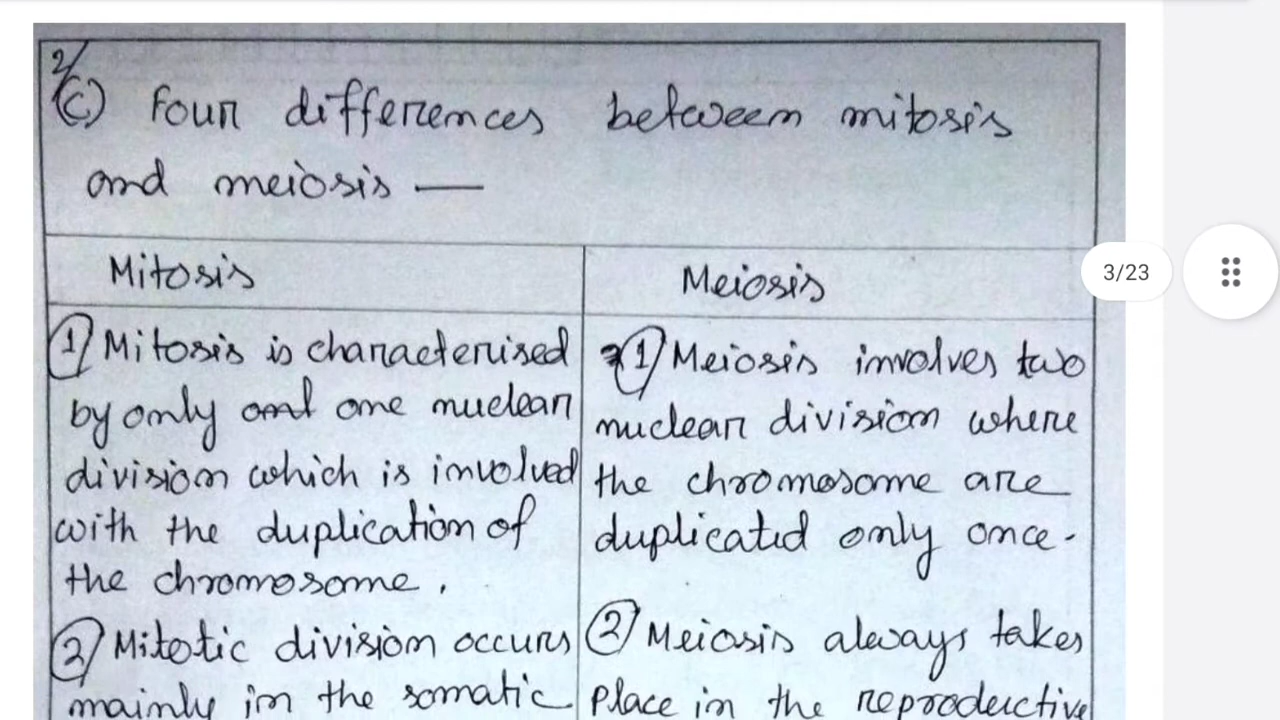 2/
(C) Four differences between mitosis
and meiosis —
Mitosis
Meiosis
3/23
① Mitosis is characterised
by only and one nuclear
division which is involved
with the duplication of
the chromosome.
② Mitotic division occurs
mainly in the somatic
① Meiosis involves two
nuclear division where
the chromosome are
duplicated only once.
② Meiosis always takes
place in the reproductive